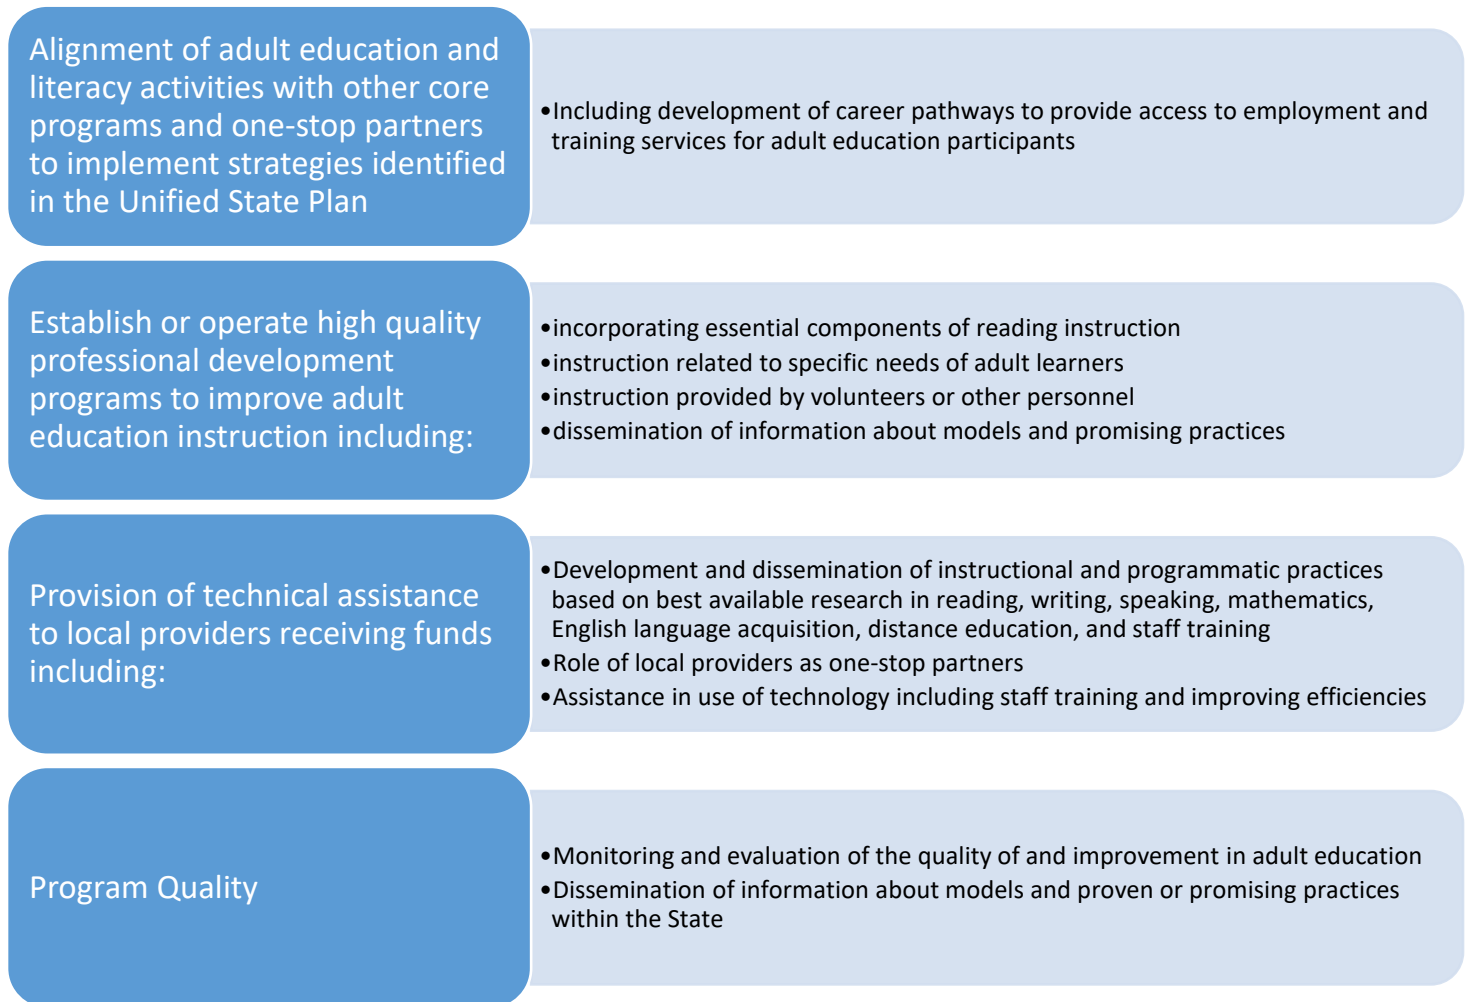 Alignment of adult education and
literacy activities with other core
programs and one-stop partners
to implement strategies identified
in the Unified State Plan
•Including development of career pathways to provide access to employment and
training services for adult education participants
Establish or operate high quality
professional development
programs to improve adult
education instruction including:
•incorporating essential components of reading instruction
•instruction related to specific needs of adult learners
•instruction provided by volunteers or other personnel
•dissemination of information about models and promising practices
Provision of technical assistance
to local providers receiving funds
including:
•Development and dissemination of instructional and programmatic practices
based on best available research in reading, writing, speaking, mathematics,
English language acquisition, distance education, and staff training
•Role of local providers as one-stop partners
•Assistance in use of technology including staff training and improving efficiencies
Program Quality
•Monitoring and evaluation of the quality of and improvement in adult education
•Dissemination of information about models and proven or promising practices
within the State